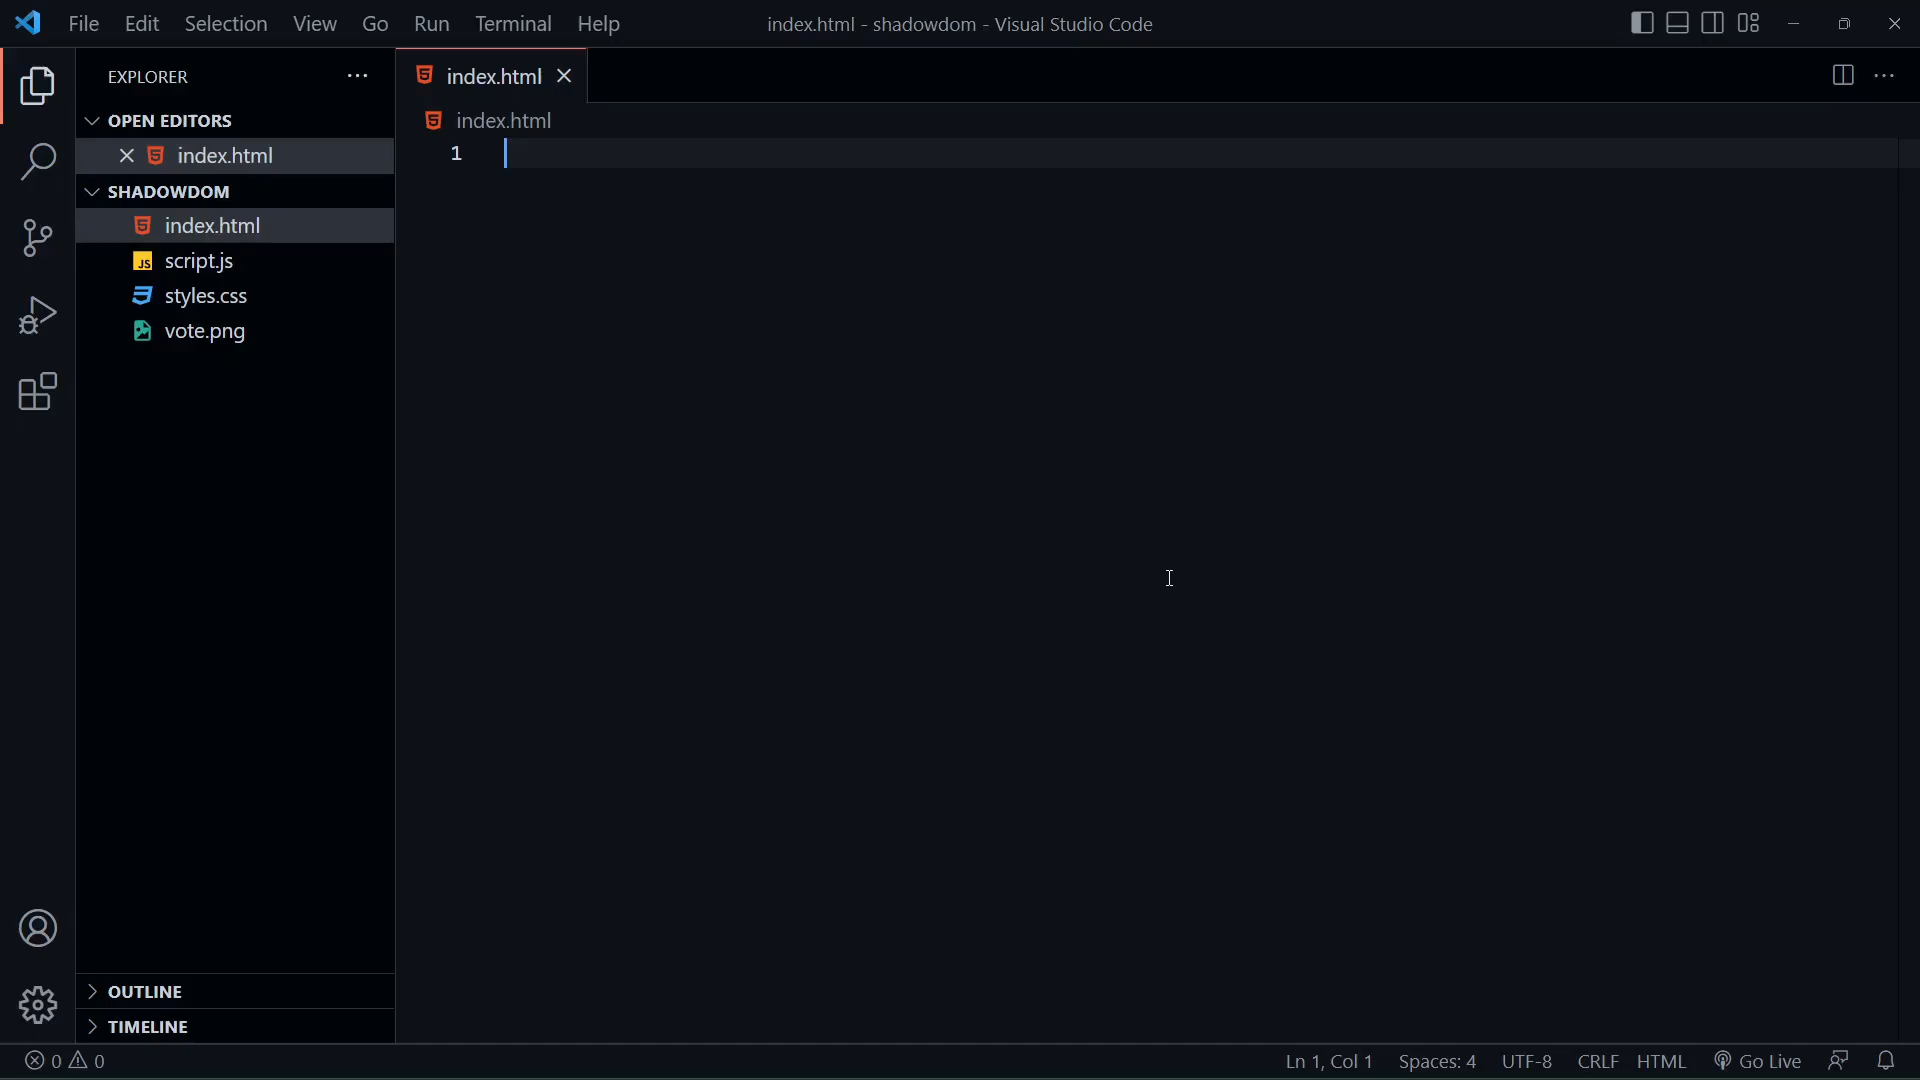 File Edit Selection View Go Run Terminal Help index.html - shadowdom - Visual Studio Code
EXPLORER
OPEN EDITORS
index.html
SHADOWDOM
index.html
script.js
styles.css
vote.png
OUTLINE
TIMELINE
index.html
index.html
1
0 0 Ln 1, Col 1 Spaces: 4 UTF-8 CRLF HTML Go Live